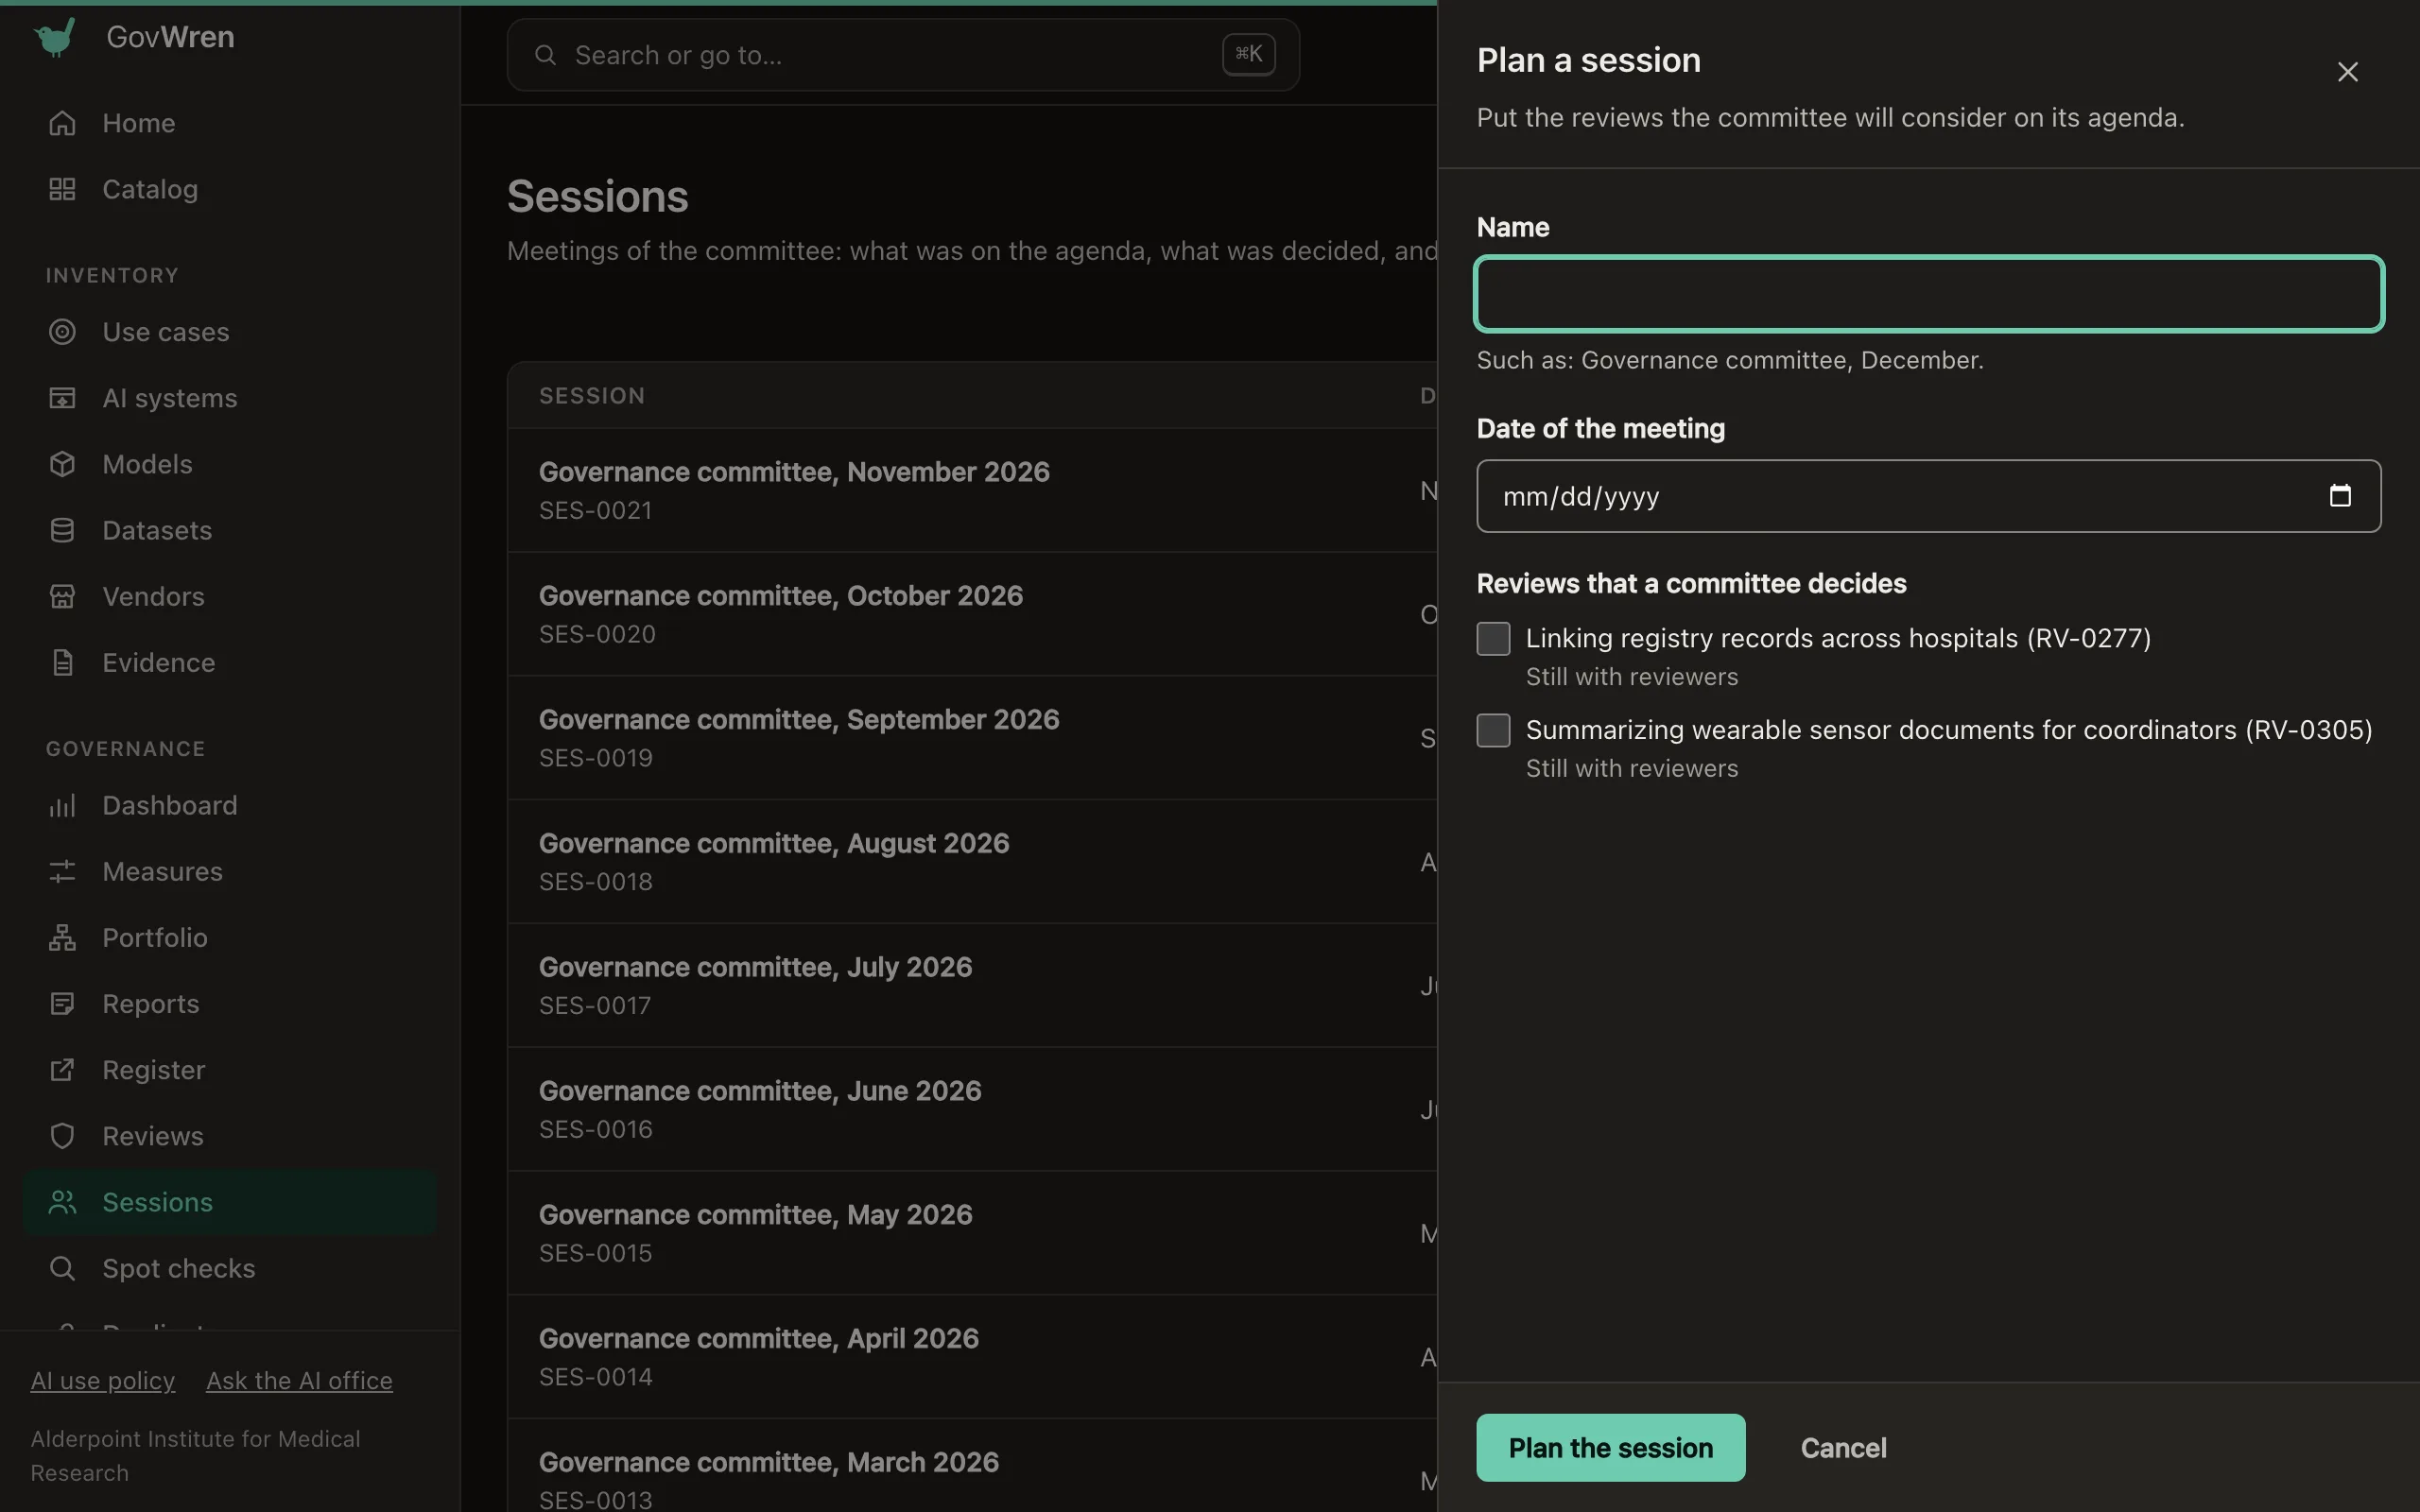 GovWren
Home
Catalog
INVENTORY
Use cases
AI systems
Models
Datasets
Vendors
Evidence
GOVERNANCE
Dashboard
Measures
Portfolio
Reports
Register
Reviews
Sessions
Spot checks
AI use policy Ask the AI office
Alderpoint Institute for Medical
Research
Search or go to... ⌘K
Sessions
Meetings of the committee: what was on the agenda, what was decided, and
SESSION D
Governance committee, November 2026
SES-0021
N
Governance committee, October 2026
SES-0020
O
Governance committee, September 2026
SES-0019
S
Governance committee, August 2026
SES-0018
A
Governance committee, July 2026
SES-0017
Ju
Governance committee, June 2026
SES-0016
Ju
Governance committee, May 2026
SES-0015
M
Governance committee, April 2026
SES-0014
A
Governance committee, March 2026
SES-0013
M
Plan a session
Put the reviews the committee will consider on its agenda.
Name
Such as: Governance committee, December.
Date of the meeting
mm/dd/yyyy
Reviews that a committee decides
Linking registry records across hospitals (RV-0277)
Still with reviewers
Summarizing wearable sensor documents for coordinators (RV-0305)
Still with reviewers
Plan the session Cancel